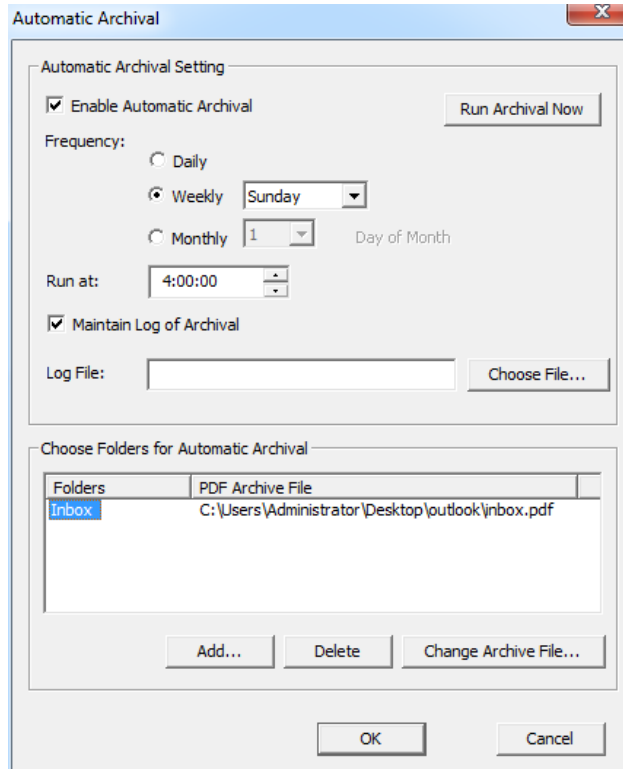 Automatic Archival
Automatic Archival Setting
Enable Automatic Archival
Run Archival Now
Frequency:
Daily
Weekly Sunday
Monthly 1 Day of Month
Run at: 4:00:00
Maintain Log of Archival
Log File: Choose File...
Choose Folders for Automatic Archival
Folders PDF Archive File
Inbox C:\Users\Administrator\Desktop\outlook\inbox.pdf
Add... Delete Change Archive File...
OK Cancel